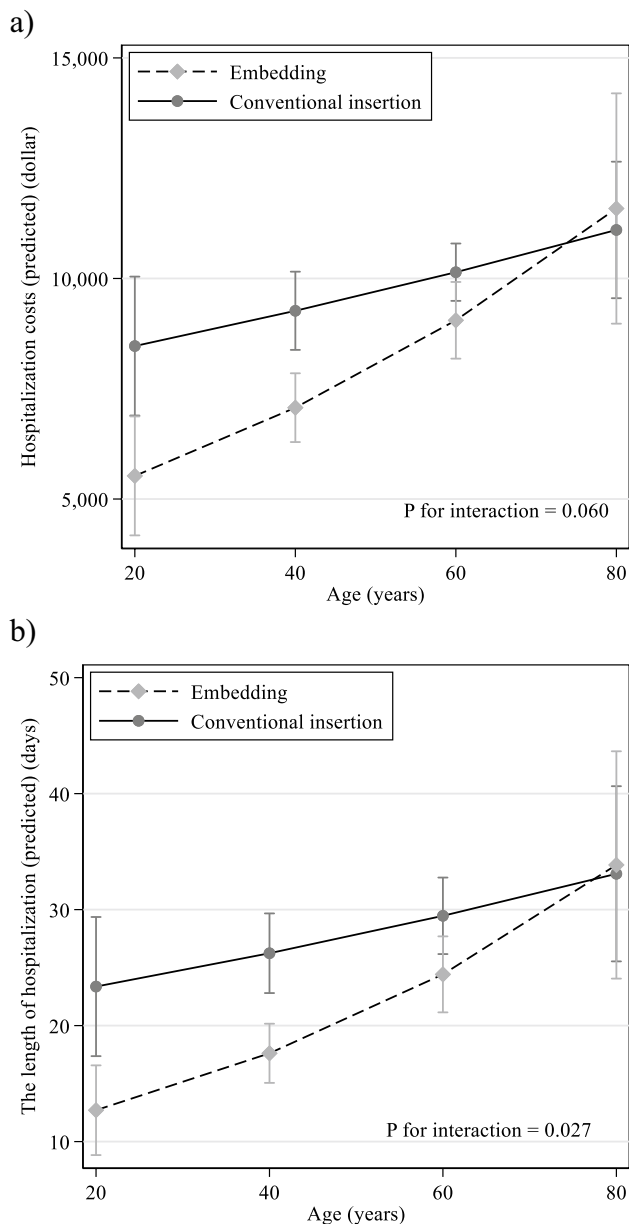 a)
15,000
Embedding
Conventional insertion
Hospitalization costs (predicted) (dollar)
10,000
5,000
P for interaction = 0.060
20
40
60
80
Age (years)
b)
50
Embedding
Conventional insertion
The length of hospitalization (predicted) (days)
40
30
20
10
P for interaction = 0.027
20
40
60
80
Age (years)